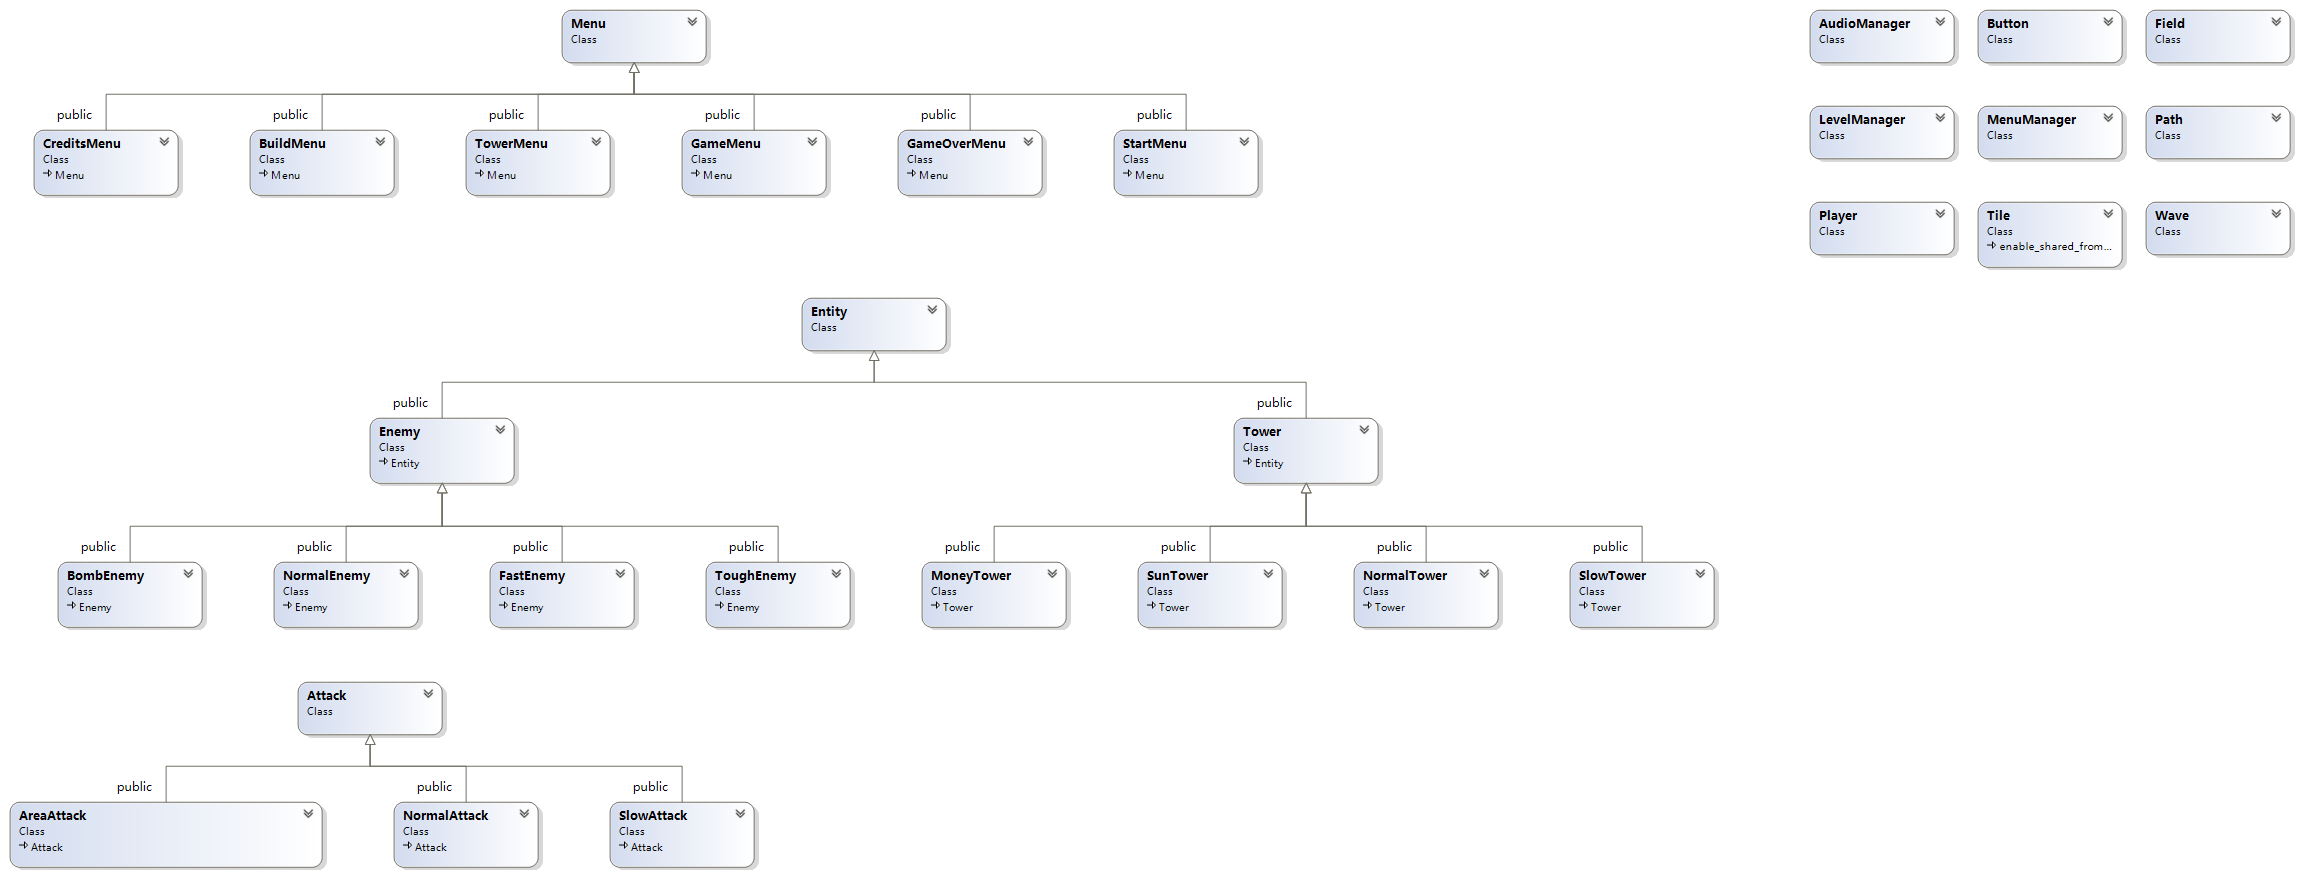 Menu
Class
public
public
public
public
public
public
CreditsMenu
Class
Menu
BuildMenu
Class
Menu
TowerMenu
Class
Menu
GameMenu
Class
Menu
GameOverMenu
Class
Menu
StartMenu
Class
Menu
AudioManager
Class
Button
Class
Field
Class
LevelManager
Class
MenuManager
Class
Path
Class
Player
Class
Tile
Class
enable_shared_from...
Wave
Class
Entity
Class
public
public
Enemy
Class
Entity
Tower
Class
Entity
public
public
public
public
public
public
public
public
BombEnemy
Class
Enemy
NormalEnemy
Class
Enemy
FastEnemy
Class
Enemy
ToughEnemy
Class
Enemy
MoneyTower
Class
Tower
SunTower
Class
Tower
NormalTower
Class
Tower
SlowTower
Class
Tower
Attack
Class
public
public
public
AreaAttack
Class
Attack
NormalAttack
Class
Attack
SlowAttack
Class
Attack